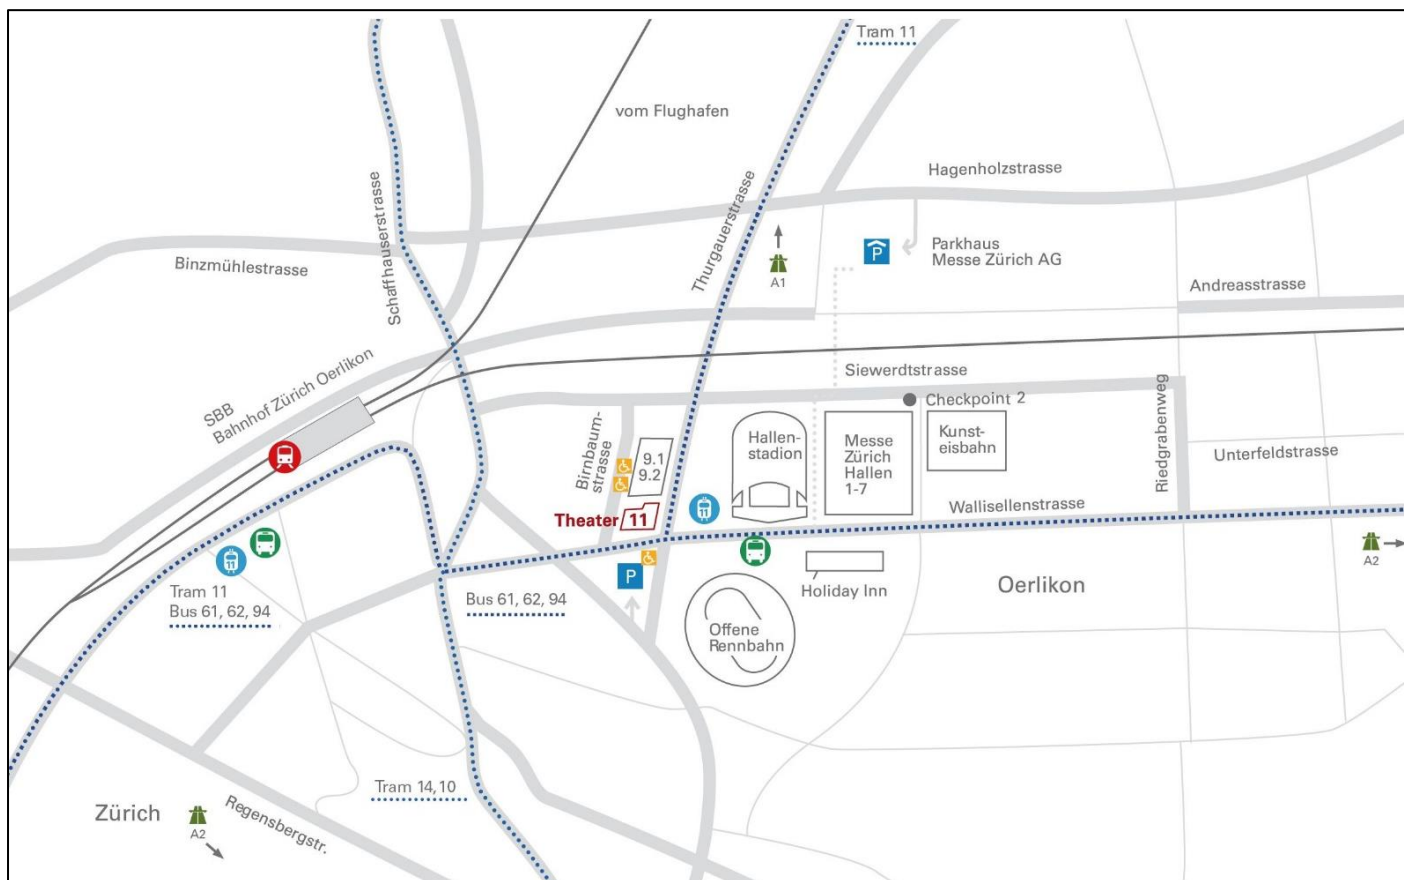 Tram 11
vom Flughafen
Hagenholzstrasse
Schaffhauserstrasse
Thurgauerstrasse
Binzmühlestrasse
P
Parkhaus
Messe Zürich AG
A1
Andreasstrasse
SBB
Bahnhof Zürich Oerlikon
Siewerdtstrasse
Checkpoint 2
Riedgrabenweg
Birnbaum-
strasse
9.1
9.2
Hallen-
stadion
Messe
Zürich
Hallen
1-7
Kunst-
eisbahn
Unterfeldstrasse
Theater 11
11
Wallisellenstrasse
A2
11
Tram 11
Bus 61, 62, 94
Bus 61, 62, 94
P
Holiday Inn
Oerlikon
Offene
Rennbahn
Tram 14,10
Zürich
A2
Regensbergstr.